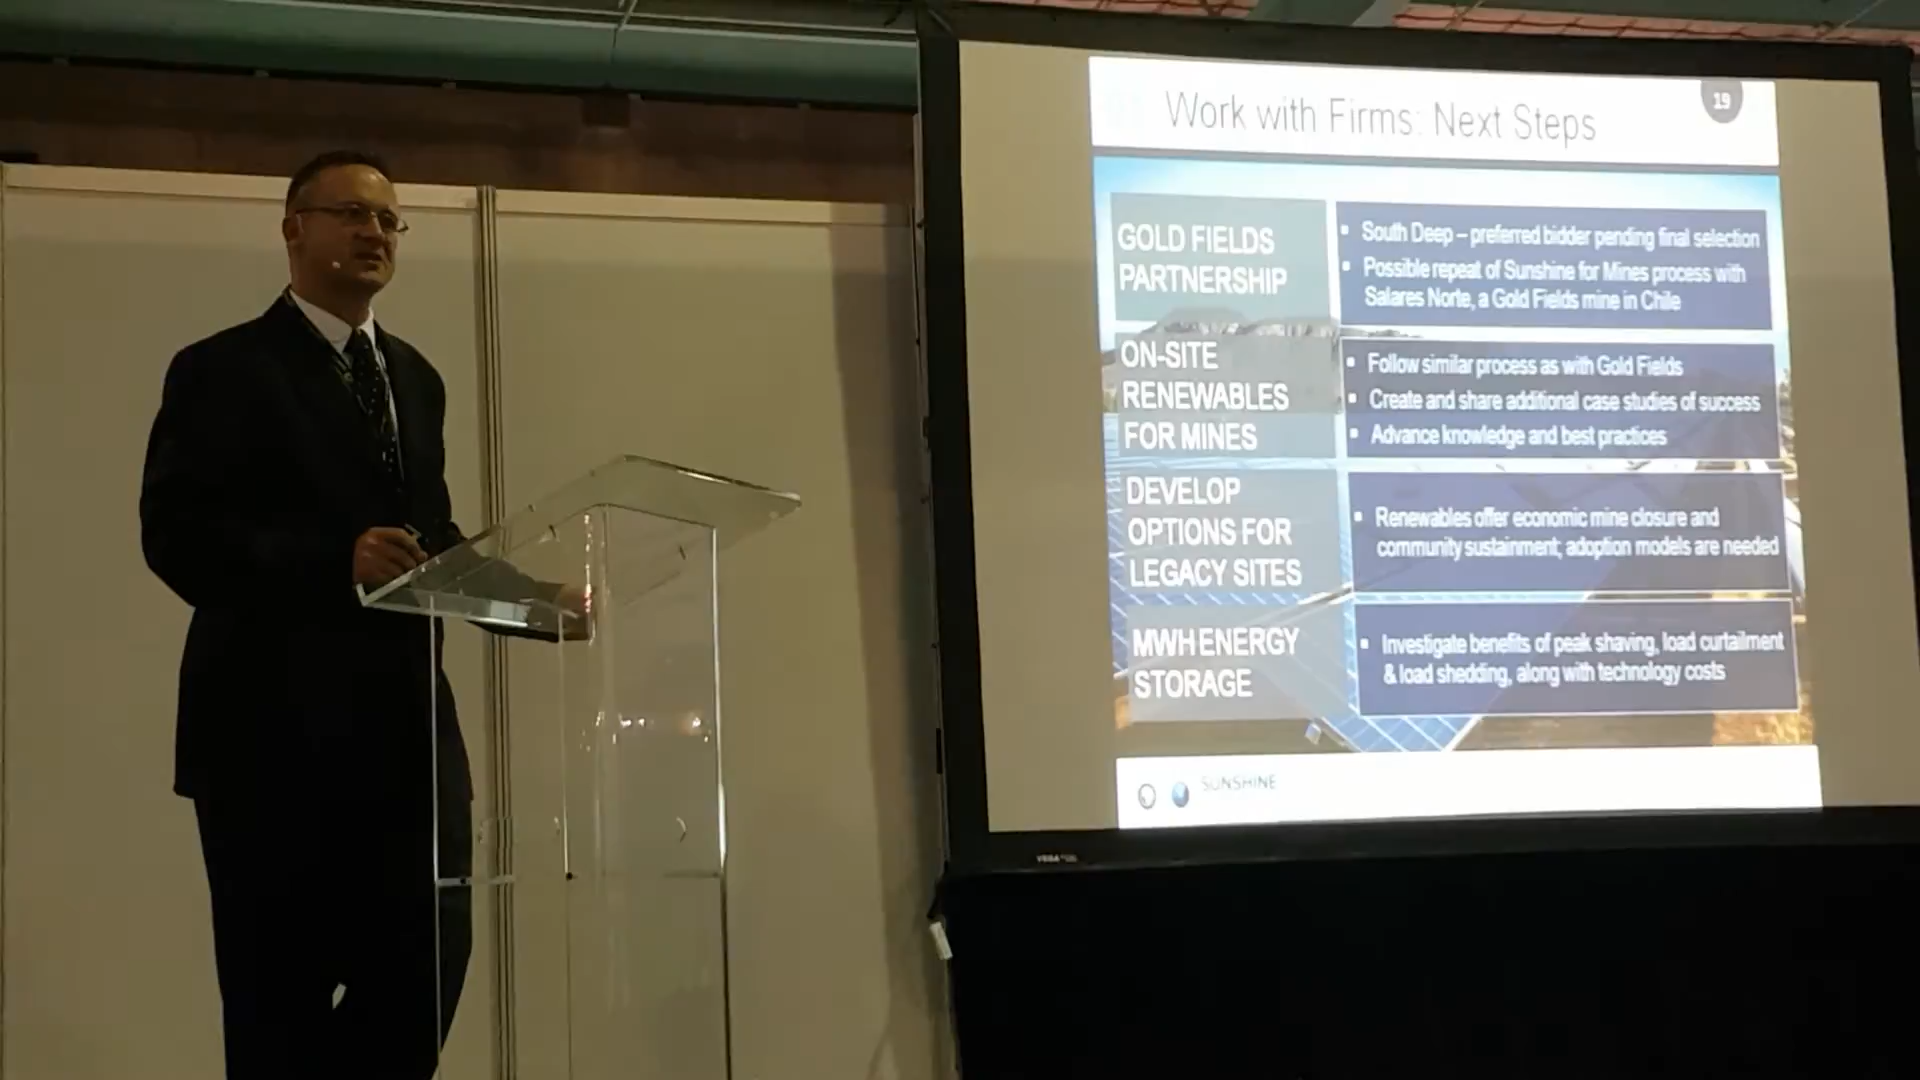 Work with Firms: Next Steps
19
GOLD FIELDS
PARTNERSHIP
South Deep – preferred bidder pending final selection
Possible repeat of Sunshine for Mines process with
Salares Norte, a Gold Fields mine in Chile
ON-SITE
RENEWABLES
FOR MINES
Follow similar process as with Gold Fields
Create and share additional case studies of success
Advance knowledge and best practices
DEVELOP
OPTIONS FOR
LEGACY SITES
Renewables offer economic mine closure and
community sustainment; adoption models are needed
MWH ENERGY
STORAGE
Investigate benefits of peak shaving, load curtailment
& load shedding, along with technology costs
SUNSHINE